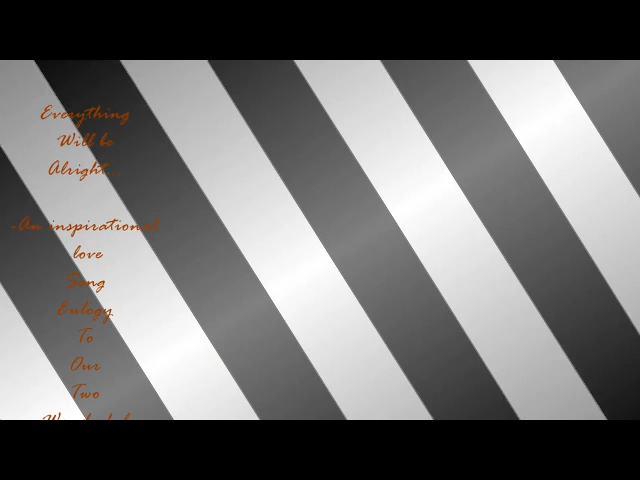 Everything
Will be
Alright...
-An inspirational
love
Song
Eulogy
To
Our
Two